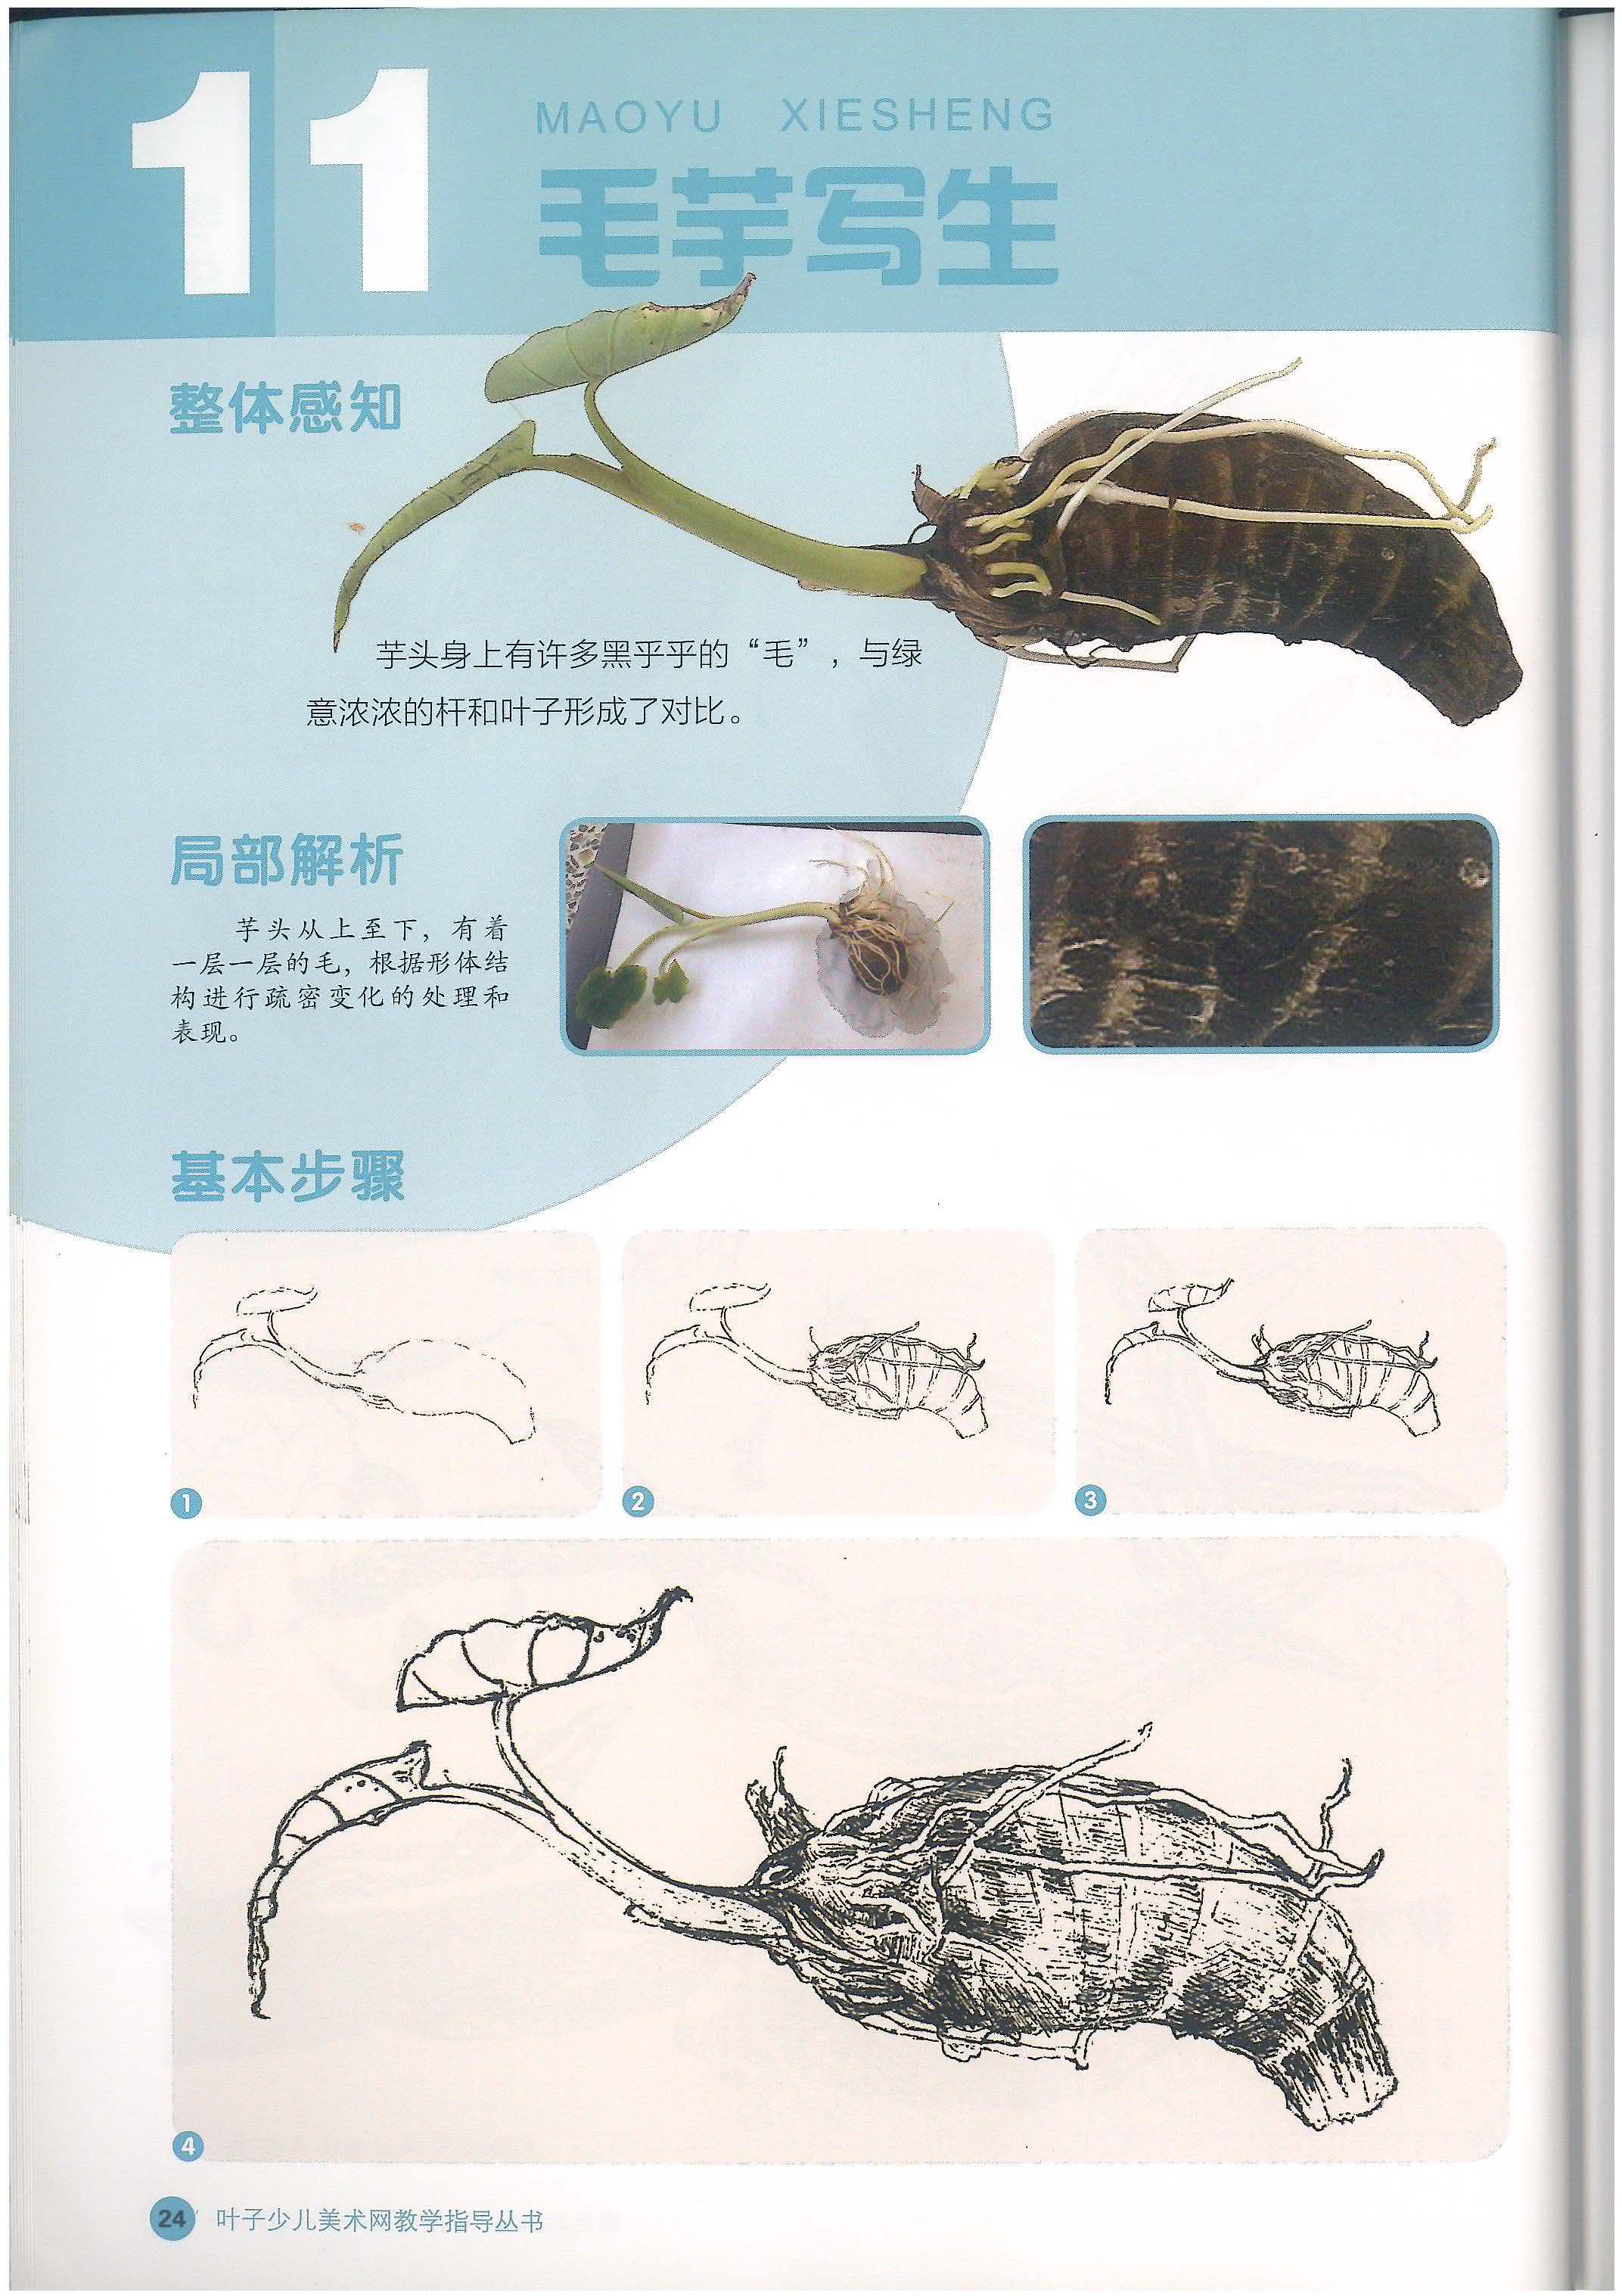 11
MAOYU XIESHENG
毛芋写生
整体感知
芋头身上有许多黑乎乎的“毛”，与绿
意浓浓的杆和叶子形成了对比。
局部解析
芋头从上至下，有着
一层一层的毛，根据形体结
构进行疏密变化的处理和
表现。
基本步骤
1
2
3
4
24 叶子少儿美术网教学指导丛书